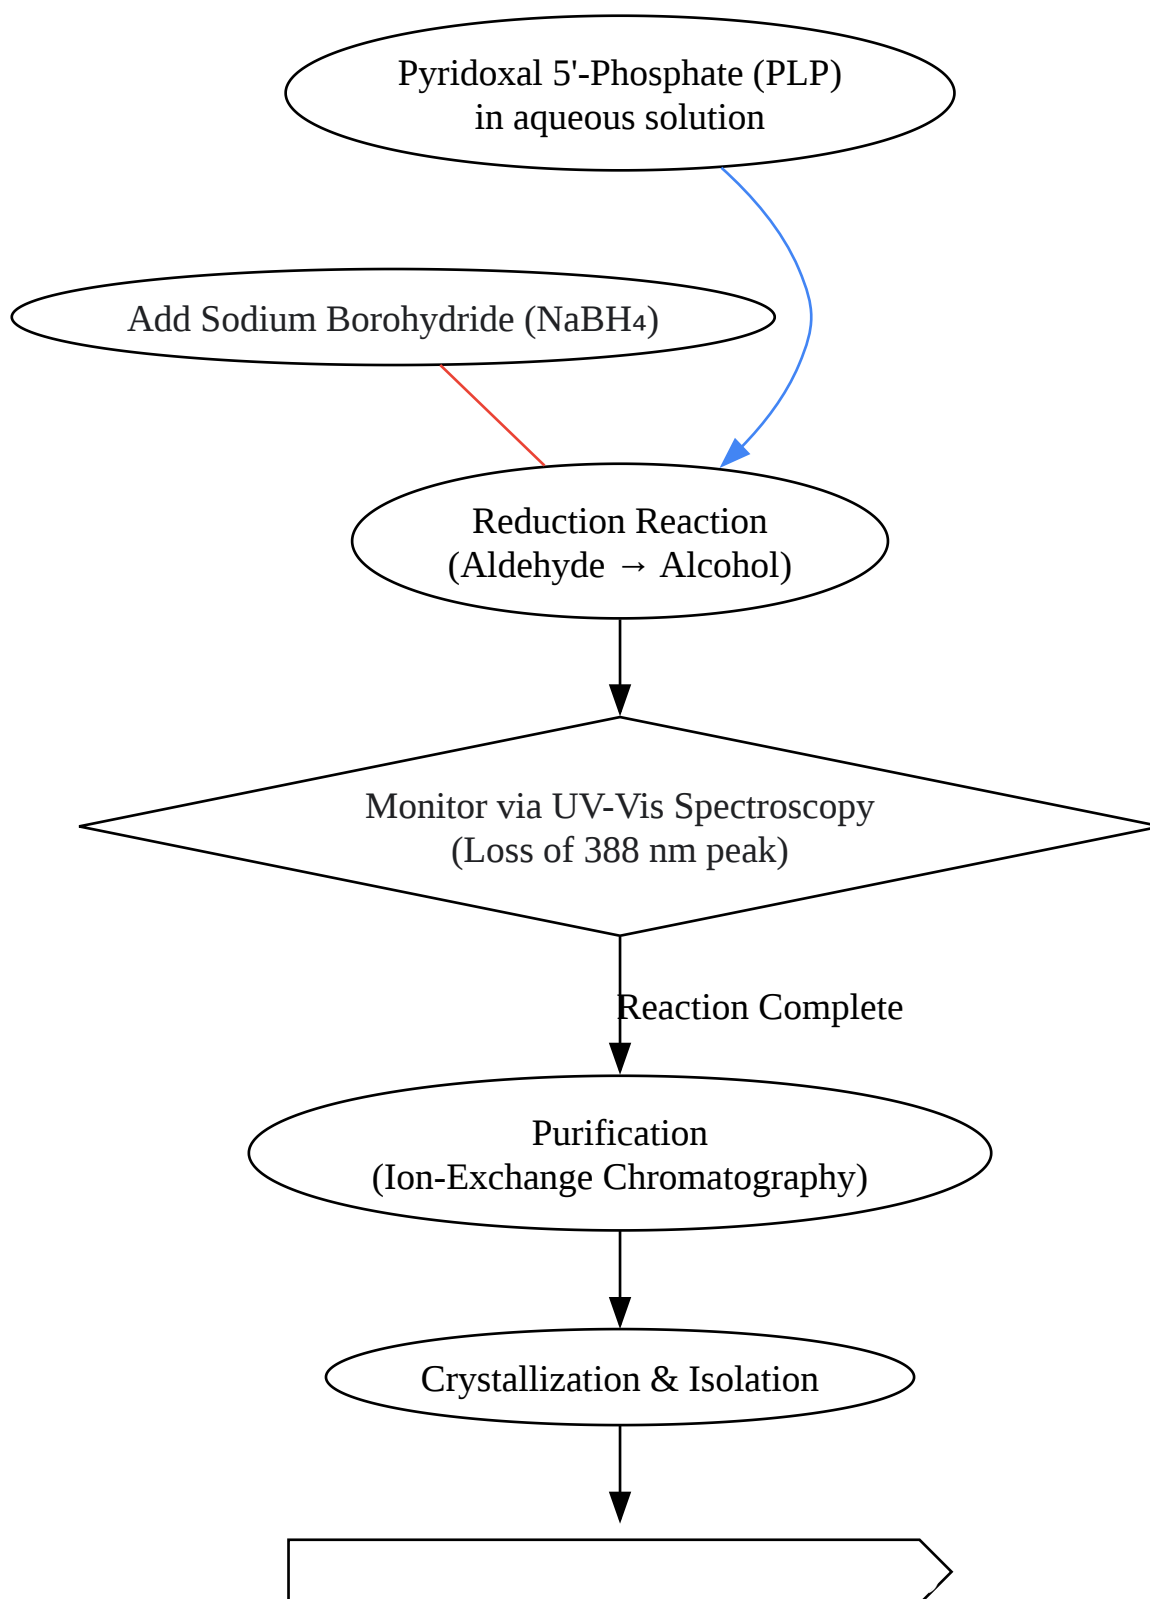 Pyridoxal 5'-Phosphate (PLP)
in aqueous solution
Add Sodium Borohydride (NaBH₄)
Reduction Reaction
(Aldehyde → Alcohol)
Monitor via UV-Vis Spectroscopy
(Loss of 388 nm peak)
Reaction Complete
Purification
(Ion-Exchange Chromatography)
Crystallization & Isolation